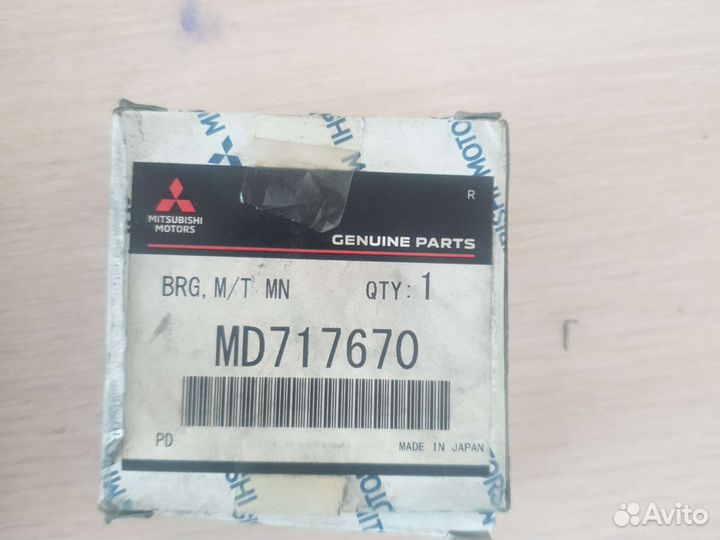 MITSUBISHI
MOTORS
R
GENUINE PARTS
BRG, M/T MN QTY: 1
MD717670
PD
MADE IN JAPAN
Avito